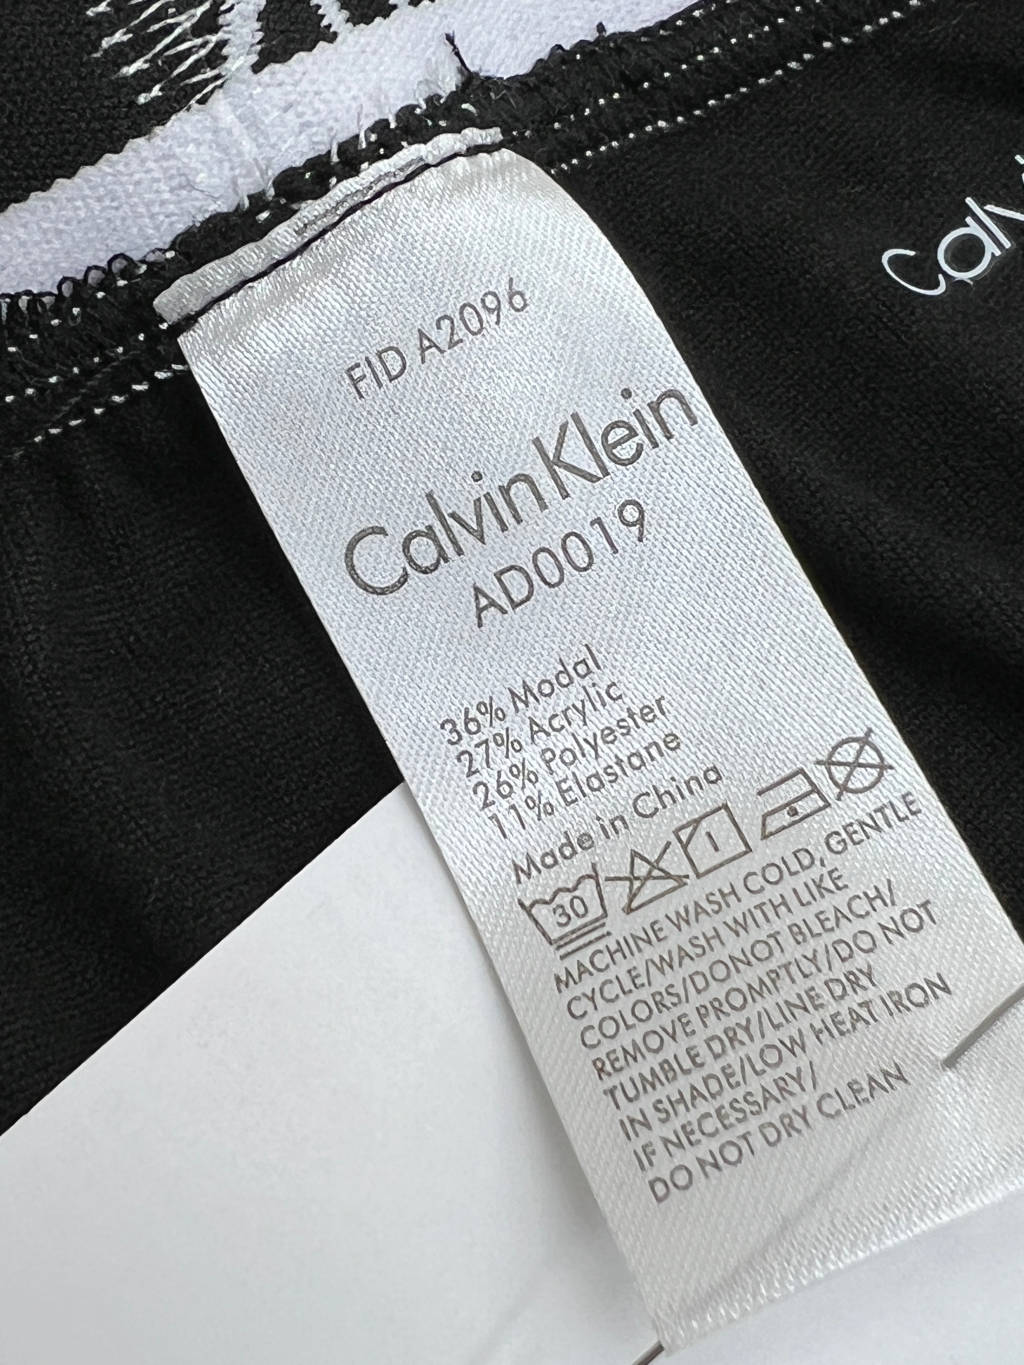 FID A2096
Calvin Klein
AD0019
36% Modal
27% Acrylic
26% Polyester
11% Elastane
Made in China
30
MACHINE WASH COLD, GENTLE
CYCLE/WASH WITH LIKE
COLORS/DONOT BLEACH/
REMOVE PROMPTLY/DO NOT
TUMBLE DRY/LINE DRY
IN SHADE/LOW HEAT IRON
IF NECESSARY/
DO NOT DRY CLEAN
Calv